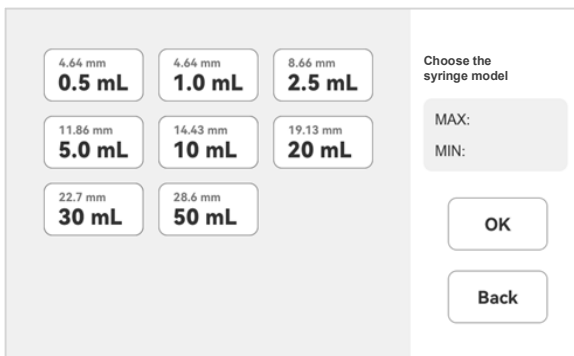 4.64 mm
0.5 mL
4.64 mm
1.0 mL
8.66 mm
2.5 mL
11.86 mm
5.0 mL
14.43 mm
10 mL
19.13 mm
20 mL
22.7 mm
30 mL
28.6 mm
50 mL
Choose the
syringe model
MAX:
MIN:
OK
Back